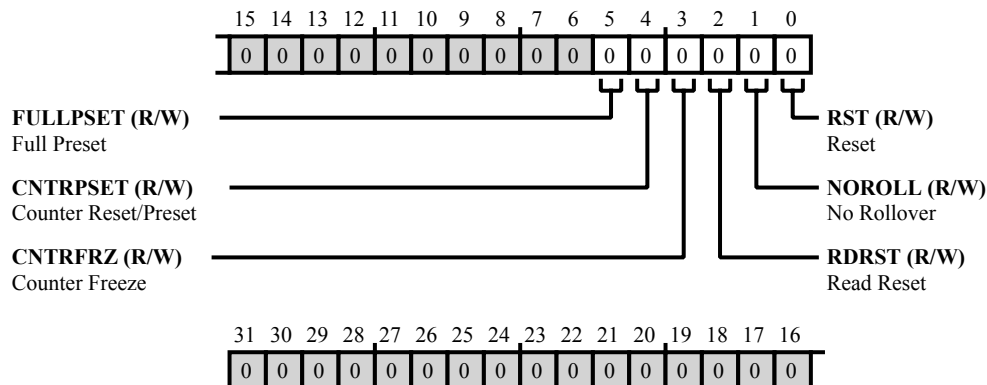 15 14 13 12 11 10 9 8 7 6 5 4 3 2 1 0
0 0 0 0 0 0 0 0 0 0 0 0 0 0 0 0
FULLPSET (R/W)
Full Preset
CNTRPSET (R/W)
Counter Reset/Preset
CNTRFRZ (R/W)
Counter Freeze
RST (R/W)
Reset
NOROLL (R/W)
No Rollover
RDRST (R/W)
Read Reset
31 30 29 28 27 26 25 24 23 22 21 20 19 18 17 16
0 0 0 0 0 0 0 0 0 0 0 0 0 0 0 0